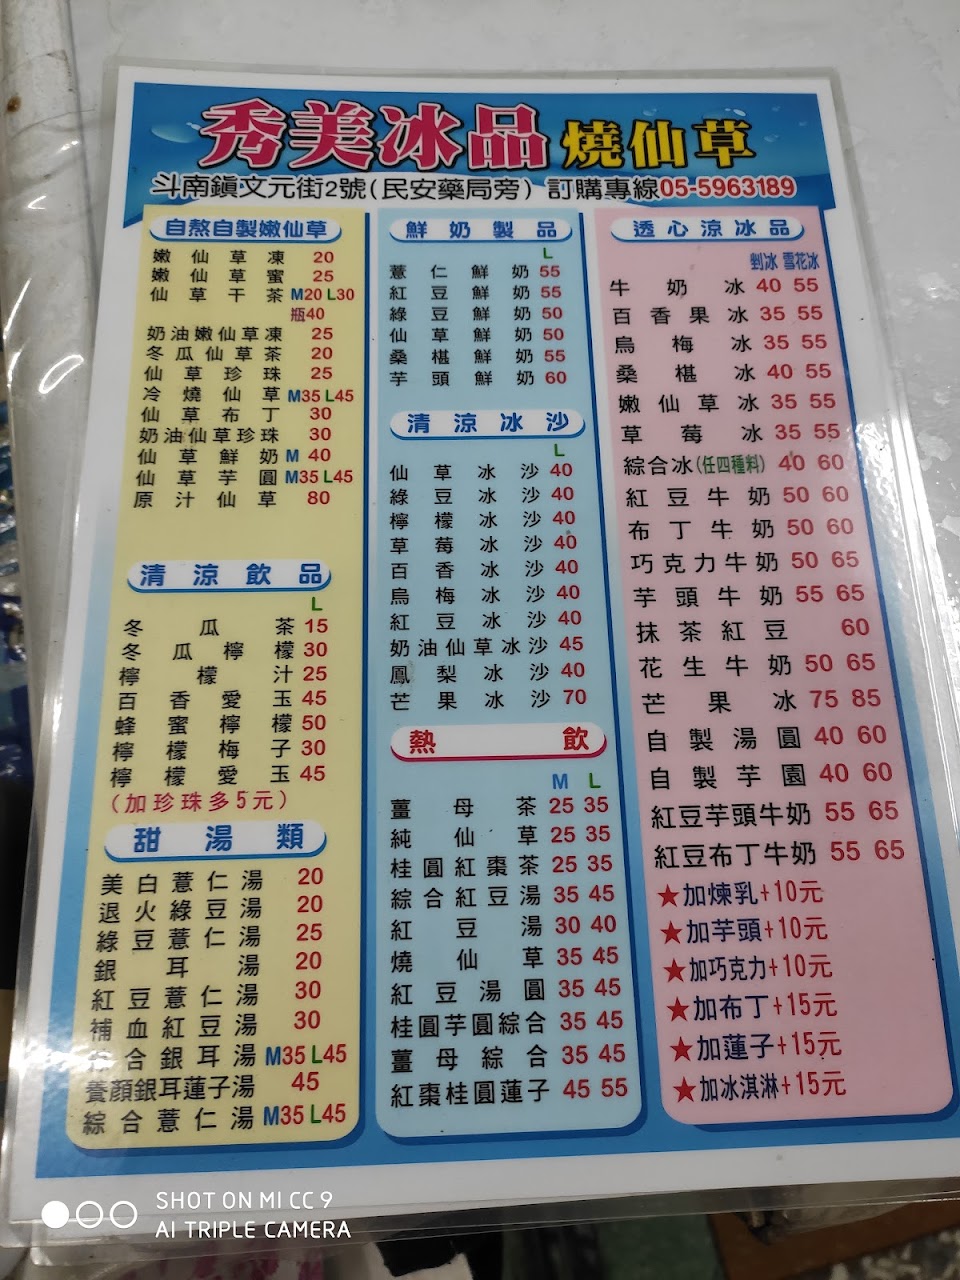 秀美冰品 燒仙草
斗南鎮文元街2號(民安藥局旁) 訂購專線05-5963189
自熬自製嫩仙草
嫩仙草凍 20
嫩仙草蜜 25
仙草干茶 M20 L30
瓶40
奶油嫩仙草凍 25
冬瓜仙草茶 20
仙草珍珠 25
冷燒仙草 M35 L45
仙草布丁 30
奶油仙草珍珠 30
仙草鮮奶 M 40
仙草芋圓 M35 L45
原汁仙草 80
清涼飲品
L
冬瓜茶 15
冬瓜檸檬 30
檸檬汁 25
百香愛玉 45
蜂蜜檸檬 50
檸檬梅子 30
檸檬愛玉 45
(加珍珠多5元)
甜湯類
美白薏仁湯 20
退火綠豆湯 20
綠豆薏仁湯 25
銀耳湯 20
紅豆薏仁湯 30
補血紅豆湯 30
合銀耳湯 M35 L45
養顏銀耳蓮子湯 45
綜合薏仁湯 M35 L45
鮮奶製品
L
薏仁鮮奶 55
紅豆鮮奶 55
綠豆鮮奶 50
仙草鮮奶 50
桑椹鮮奶 55
芋頭鮮奶 60
清涼冰沙
L
仙草冰沙 40
綠豆冰沙 40
檸檬冰沙 40
草莓冰沙 40
百香冰沙 40
烏梅冰沙 40
紅豆冰沙 40
奶油仙草冰沙 45
鳳梨冰沙 40
芒果冰沙 70
熱飲
M L
薑母茶 25 35
純仙草 25 35
桂圓紅棗茶 25 35
綜合紅豆湯 35 45
紅豆湯 30 40
燒仙草 35 45
紅豆湯圓 35 45
桂圓芋圓綜合 35 45
薑母綜合 35 45
紅棗桂圓蓮子 45 55
透心涼冰品
剉冰 雪花冰
牛奶冰 40 55
百香果冰 35 55
烏梅冰 35 55
桑椹冰 40 55
嫩仙草冰 35 55
草莓冰 35 55
綜合冰(任四種料) 40 60
紅豆牛奶 50 60
布丁牛奶 50 60
巧克力牛奶 50 65
芋頭牛奶 55 65
抹茶紅豆 60
花生牛奶 50 65
芒果冰 75 85
自製湯圓 40 60
自製芋園 40 60
紅豆芋頭牛奶 55 65
紅豆布丁牛奶 55 65
★加煉乳+10元
★加芋頭+10元
★加巧克力+10元
★加布丁+15元
★加蓮子+15元
★加冰淇淋+15元
SHOT ON MI CC 9
AI TRIPLE CAMERA